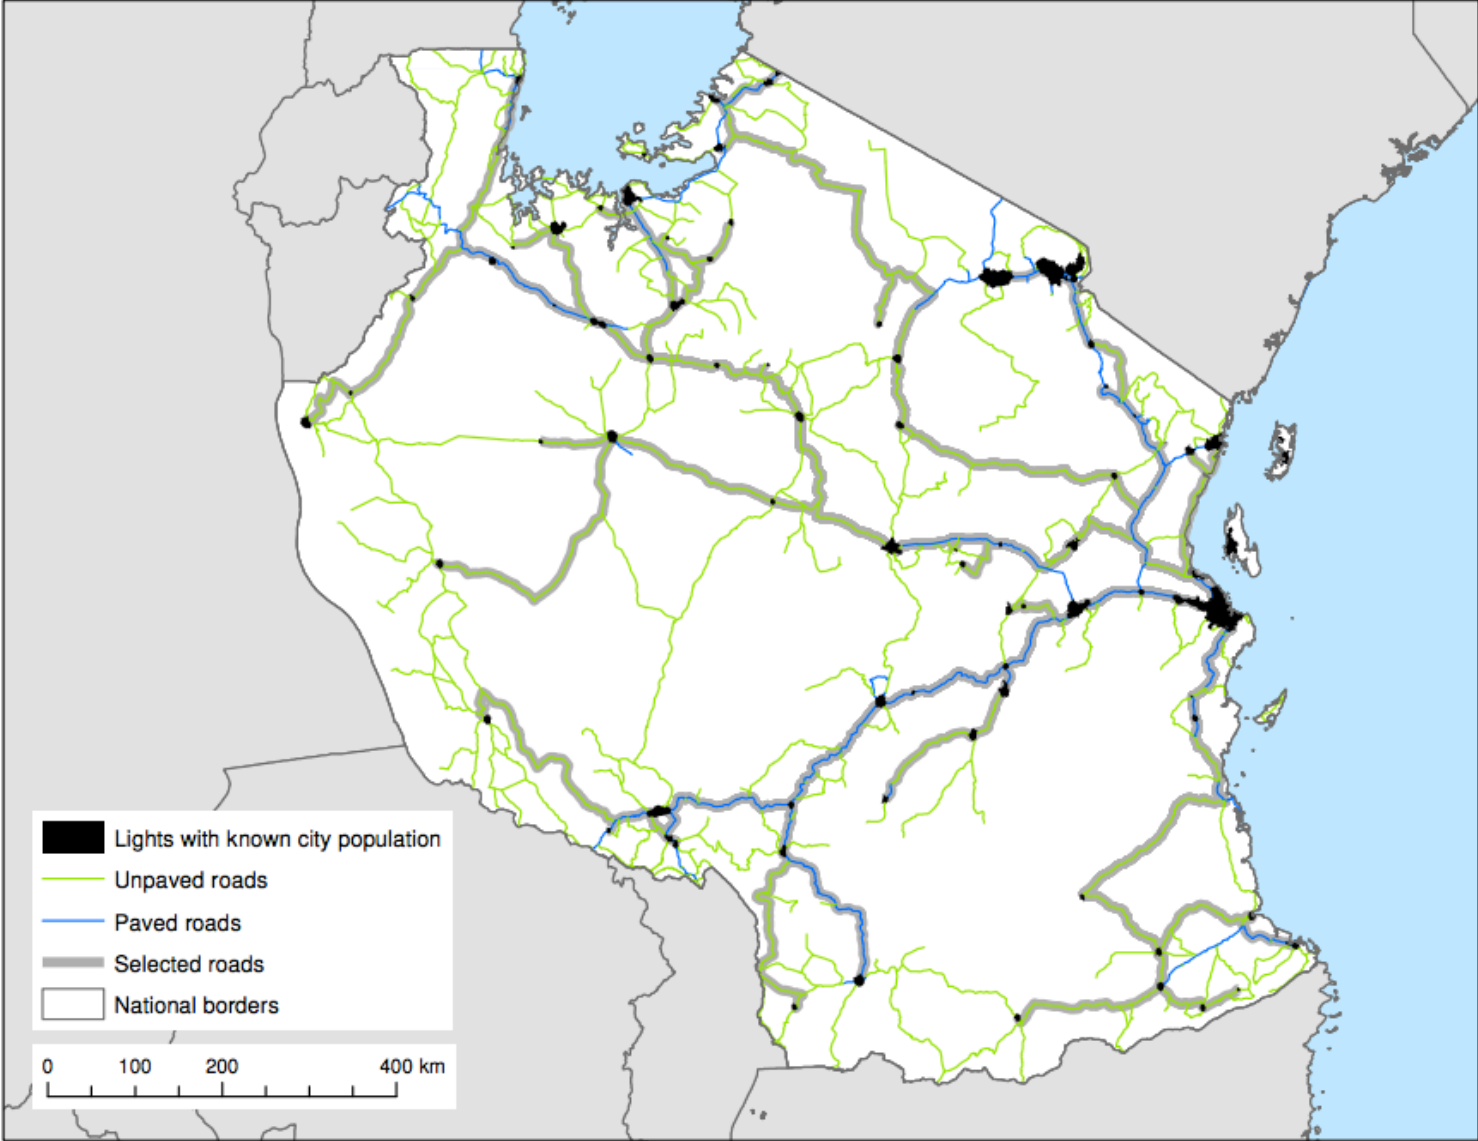 Lights with known city population
Unpaved roads
Paved roads
Selected roads
National borders
0 100 200 400 km